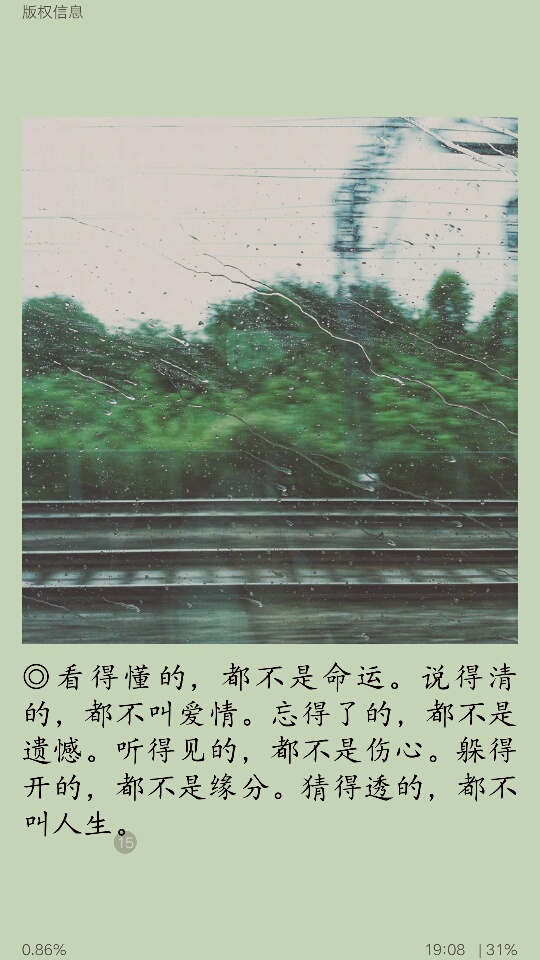 版权信息
◎看得懂的，都不是命运。说得清
的，都不叫爱情。忘得了的，都不是
遗憾。听得见的，都不是伤心。躲得
开的，都不是缘分。猜得透的，都不
叫人生。
15
0.86%
19:08 |31%